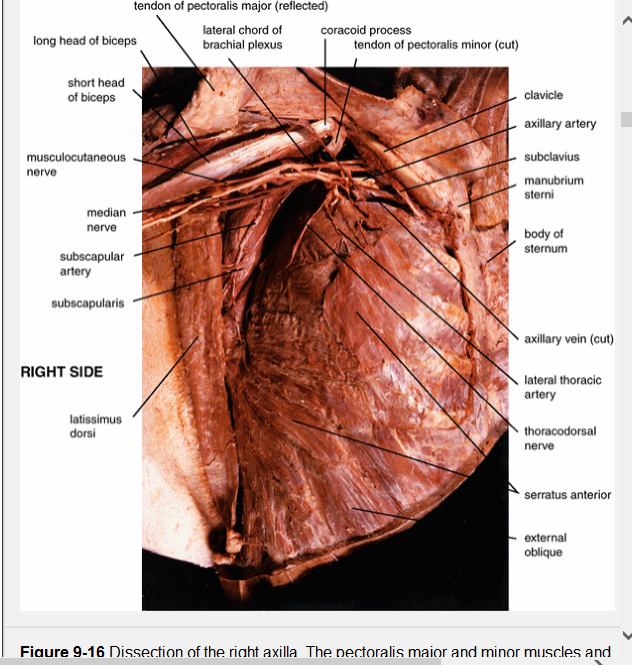 tendon of pectoralis major (reflected)
lateral chord of
brachial plexus
coracoid process
tendon of pectoralis minor (cut)
long head of biceps
short head
of biceps
musculocutaneous
nerve
median
nerve
subscapular
artery
subscapularis
RIGHT SIDE
latissimus
dorsi
clavicle
axillary artery
subclavius
manubrium
sterni
body of
sternum
axillary vein (cut)
lateral thoracic
artery
thoracodorsal
nerve
serratus anterior
external
oblique
Figure 9-16 Dissection of the right axilla. The pectoralis major and minor muscles and